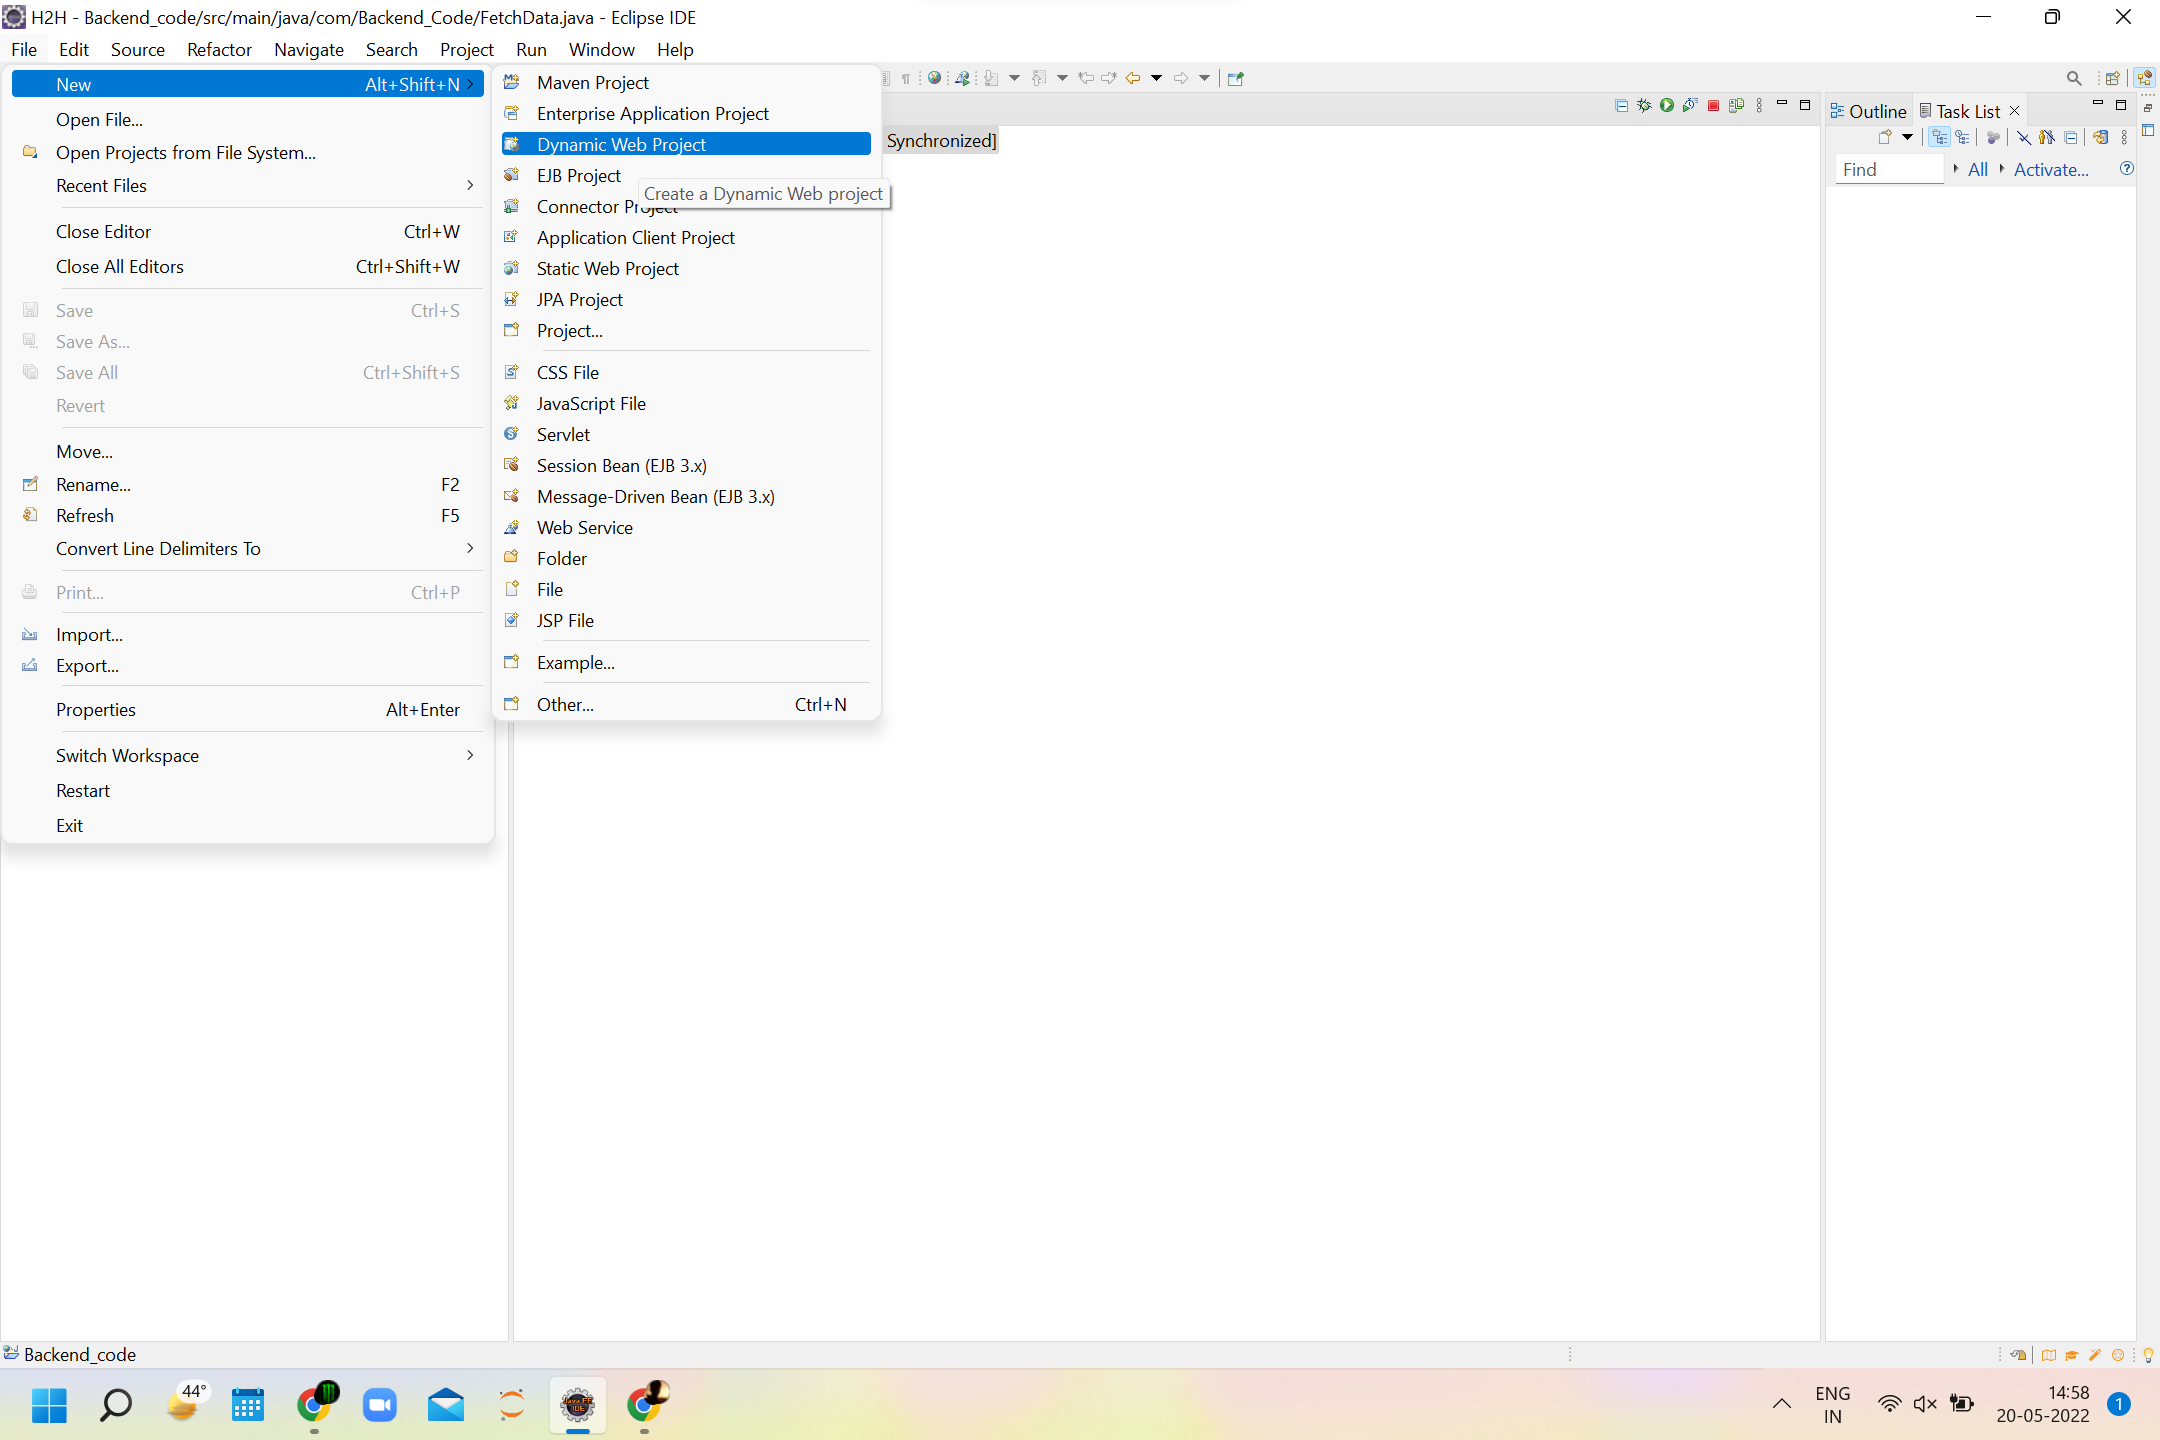 H2H - Backend_code/src/main/java/com/Backend_Code/FetchData.java - Eclipse IDE
File Edit Source Refactor Navigate Search Project Run Window Help
New Alt+Shift+N
Open File...
Open Projects from File System...
Recent Files
Close Editor Ctrl+W
Close All Editors Ctrl+Shift+W
Save Ctrl+S
Save As...
Save All Ctrl+Shift+S
Revert
Move...
Rename... F2
Refresh F5
Convert Line Delimiters To
Print... Ctrl+P
Import...
Export...
Properties Alt+Enter
Switch Workspace
Restart
Exit
Maven Project
Enterprise Application Project
Dynamic Web Project
EJB Project
Create a Dynamic Web project
Connector Project
Application Client Project
Static Web Project
JPA Project
Project...
CSS File
JavaScript File
Servlet
Session Bean (EJB 3.x)
Message-Driven Bean (EJB 3.x)
Web Service
Folder
File
JSP File
Example...
Other... Ctrl+N
Synchronized]
Outline Task List
Find All Activate...
Backend_code
44°
Java EE
IDE
ENG
IN
14:58
20-05-2022
1